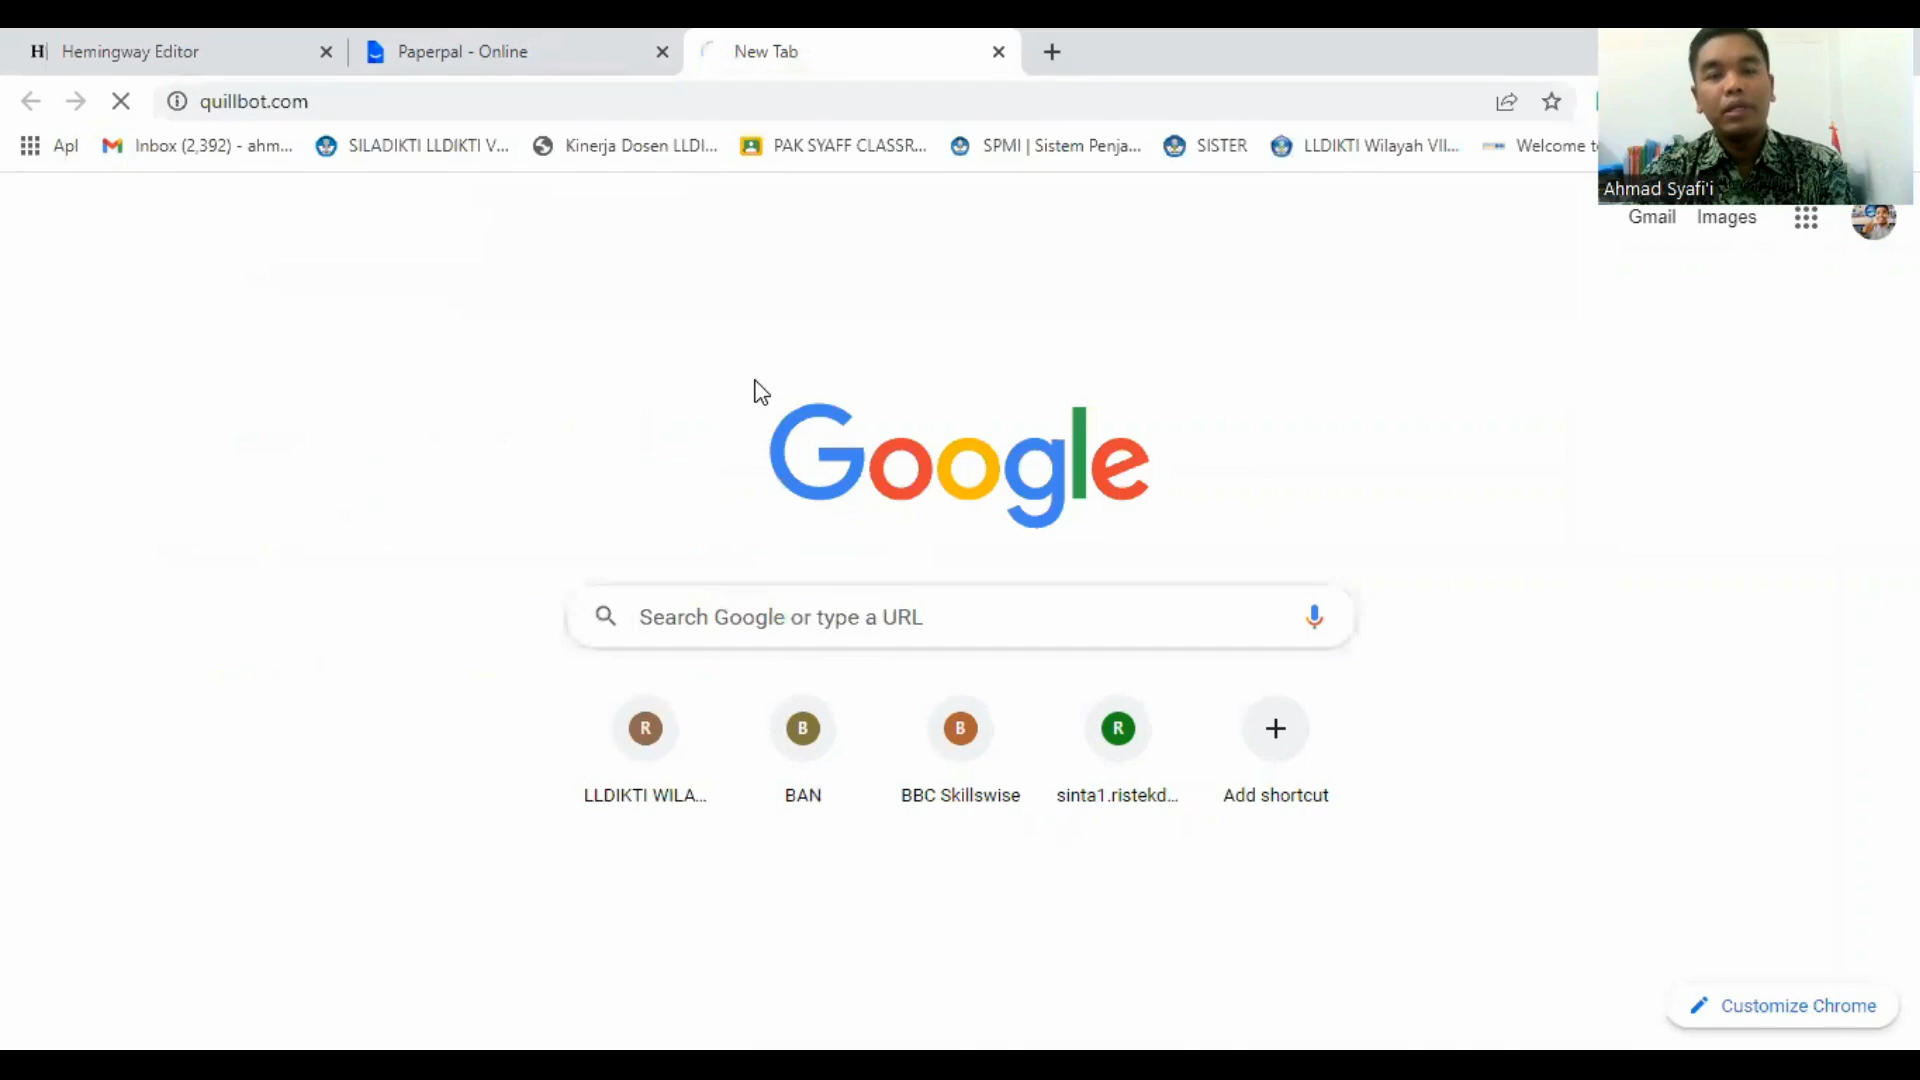 H Hemingway Editor Paperpal - Online New Tab
quillbot.com
Apl Inbox (2,392) - ahm... SILADIKTI LLDIKTI V... Kinerja Dosen LLDI... PAK SYAFF CLASSR... SPMI | Sistem Penja... SISTER LLDIKTI Wilayah VII... Welcome to
Ahmad Syafi'i
Gmail Images
Google
Search Google or type a URL
R B B R
LLDIKTI WILA... BAN BBC Skillswise sinta1.ristekd... Add shortcut
Customize Chrome